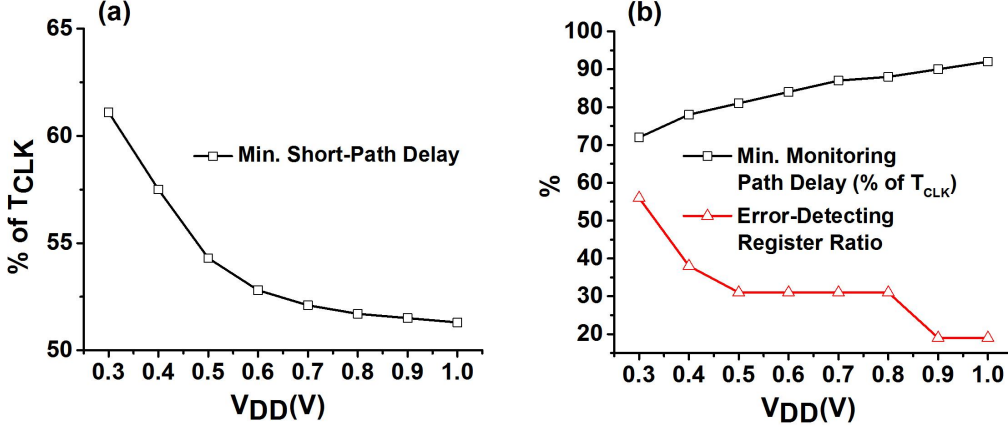 (a)
65
60
55
50
% of TCLK
Min. Short-Path Delay
0.3 0.4 0.5 0.6 0.7 0.8 0.9 1.0
VDD(V)
(b)
100
90
80
70
60
50
40
30
20
%
Min. Monitoring
Path Delay (% of TCLK)
Error-Detecting
Register Ratio
0.3 0.4 0.5 0.6 0.7 0.8 0.9 1.0
VDD(V)